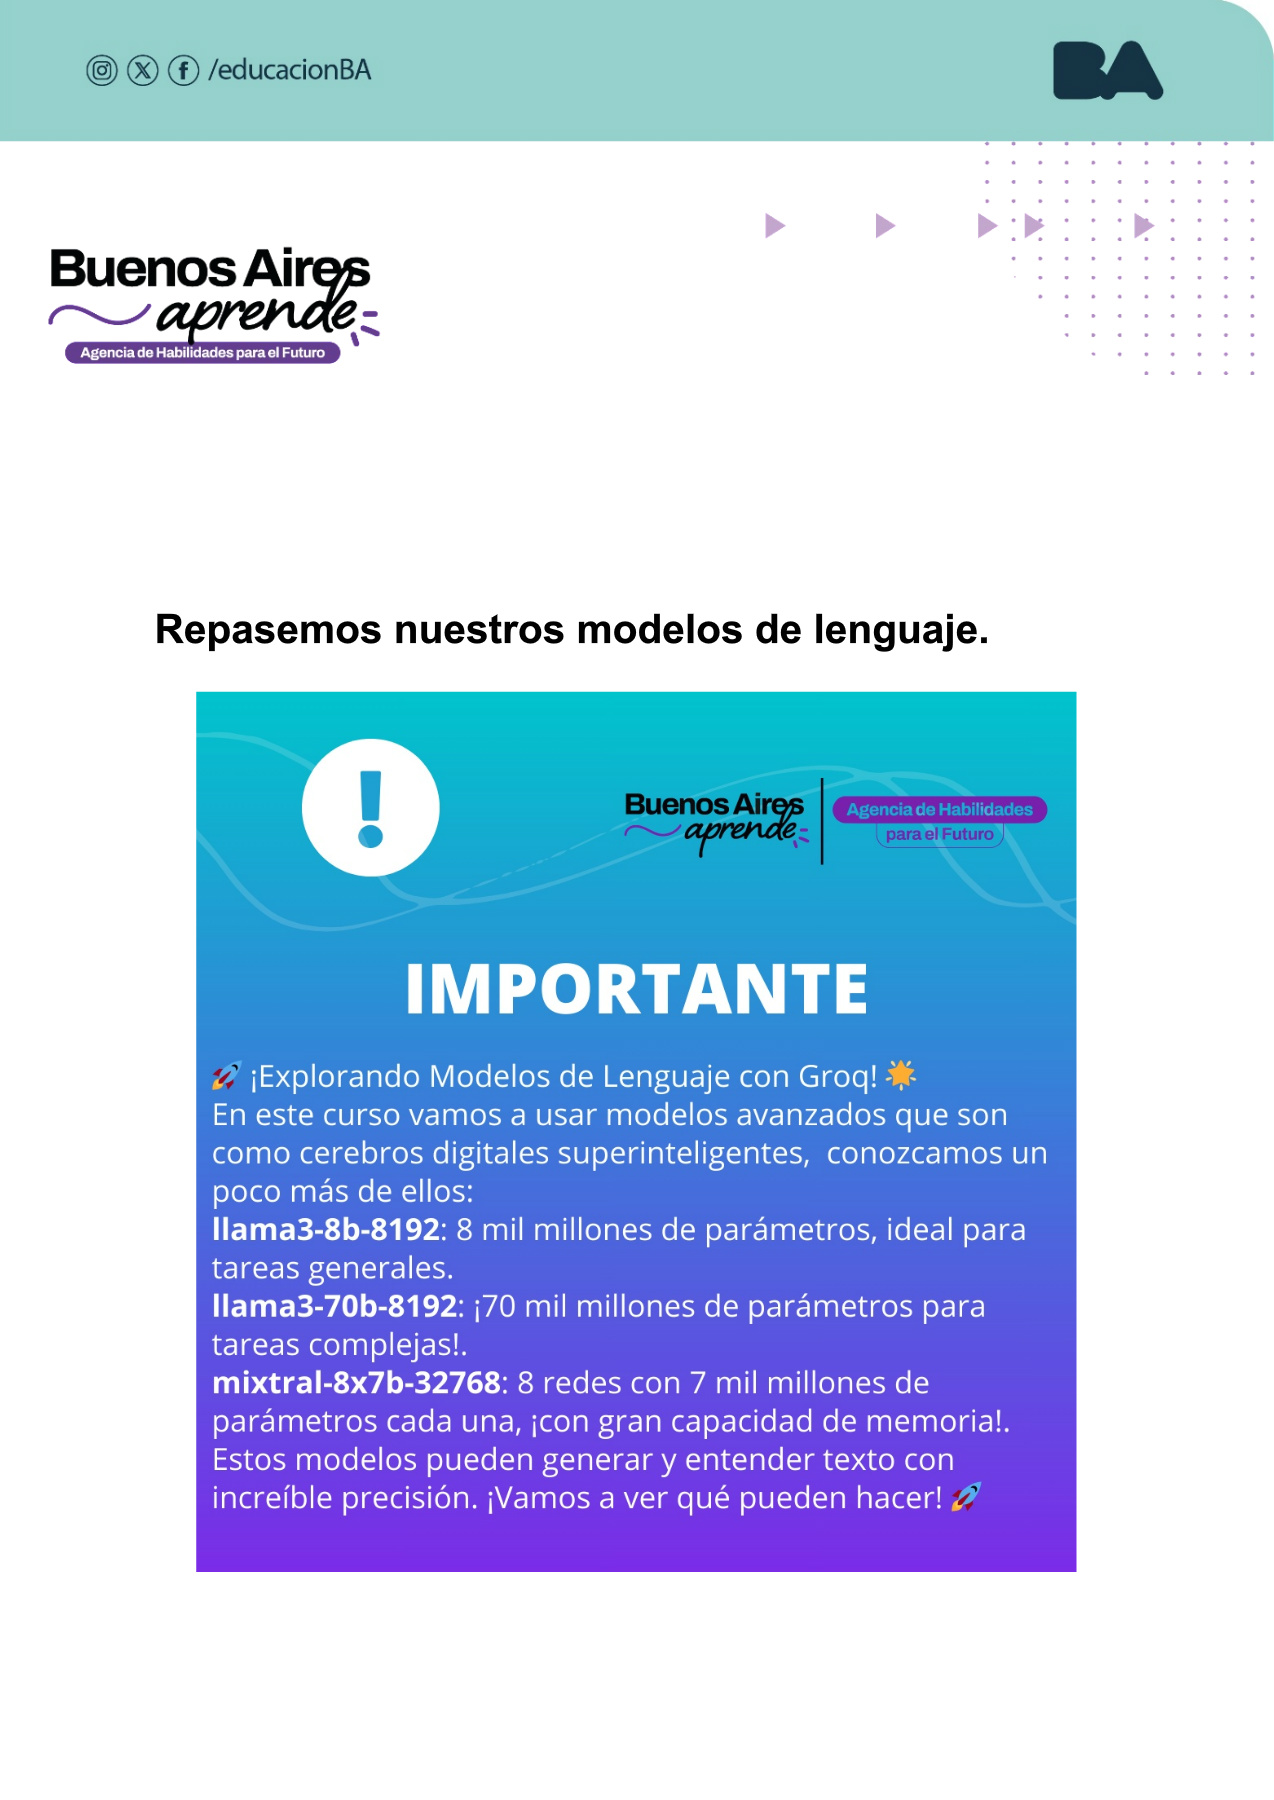 /educacionBA
BA
Buenos Aires
aprende
Agencia de Habilidades para el Futuro
Repasemos nuestros modelos de lenguaje.
Buenos Aires
aprende
Agencia de Habilidades
para el Futuro
IMPORTANTE
🚀 ¡Explorando Modelos de Lenguaje con Groq! 🌟
En este curso vamos a usar modelos avanzados que son
como cerebros digitales superinteligentes,  conozcamos un
poco más de ellos:
llama3-8b-8192: 8 mil millones de parámetros, ideal para
tareas generales.
llama3-70b-8192: ¡70 mil millones de parámetros para
tareas complejas!.
mixtral-8x7b-32768: 8 redes con 7 mil millones de
parámetros cada una, ¡con gran capacidad de memoria!.
Estos modelos pueden generar y entender texto con
increíble precisión. ¡Vamos a ver qué pueden hacer! 🚀